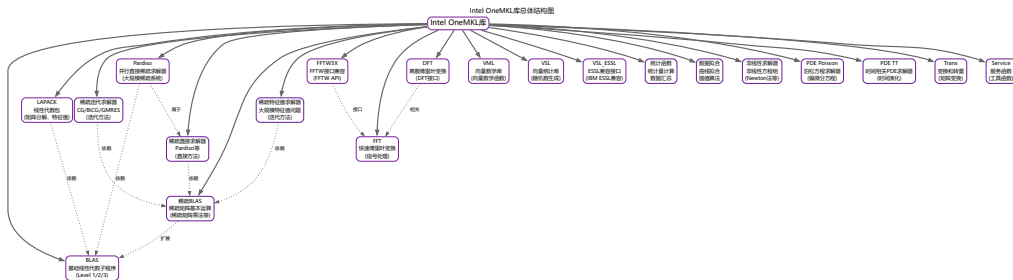 Intel OneMKL库总体结构图
Intel OneMKL库
Pardiso
并行直接稀疏求解器
(大规模稀疏系统)
FFTW3X
FFTW接口兼容
(FFTW API)
DFT
离散傅里叶变换
(DFT接口)
VML
向量数学库
(向量数学函数)
VSL
向量统计库
(随机数生成)
VSL_ESSL
ESSL兼容接口
(IBM ESSL兼容)
统计函数
统计量计算
数据汇总
数据拟合
曲线拟合
插值算法
非线性求解器
非线性方程组
(Newton法等)
PDE Poisson
泊松方程求解器
(偏微分方程)
PDE TT
时间相关PDE求解器
(时间演化)
Trans
变换和转置
(矩阵变换)
Service
服务函数
(工具函数)
LAPACK
线性代数包
(矩阵分解、特征值)
稀疏迭代求解器
CG/BiCG/GMRES
(迭代方法)
属于
稀疏特征值求解器
大规模特征值问题
(迭代方法)
接口
相关
稀疏直接求解器
Pardiso等
(直接方法)
FFT
快速傅里叶变换
(信号处理)
依赖
依赖
依赖
依赖
依赖
稀疏BLAS
稀疏矩阵基本运算
(稀疏矩阵乘法等)
扩展
BLAS
基础线性代数子程序
(Level 1/2/3)